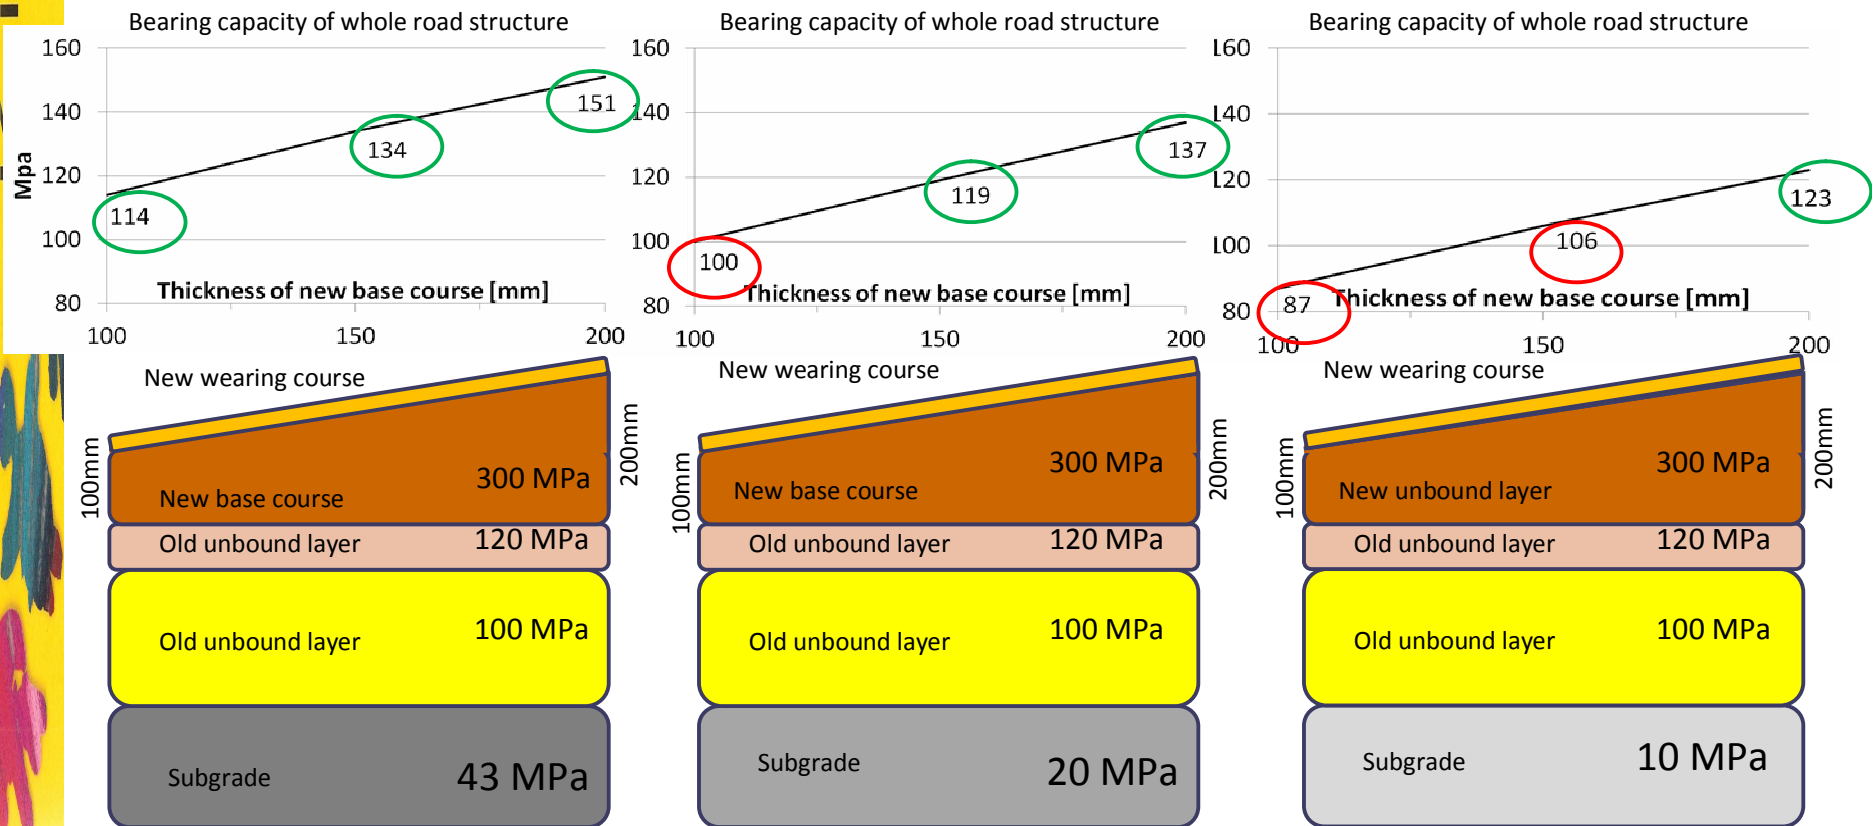 Bearing capacity of whole road structure
160
140
120
100
80
Mpa
114
134
151
Thickness of new base course [mm]
100
150
200
New wearing course
100mm
200mm
New base course
300 MPa
Old unbound layer
120 MPa
Old unbound layer
100 MPa
Subgrade
43 MPa
Bearing capacity of whole road structure
160
140
120
100
80
100
119
137
Thickness of new base course [mm]
100
150
200
New wearing course
100mm
200mm
300 MPa
New base course
Old unbound layer
120 MPa
Old unbound layer
100 MPa
Subgrade
20 MPa
Bearing capacity of whole road structure
160
140
120
100
80
87
106
123
Thickness of new base course [mm]
100
150
200
New wearing course
100mm
200mm
300 MPa
New unbound layer
Old unbound layer
120 MPa
Old unbound layer
100 MPa
Subgrade
10 MPa